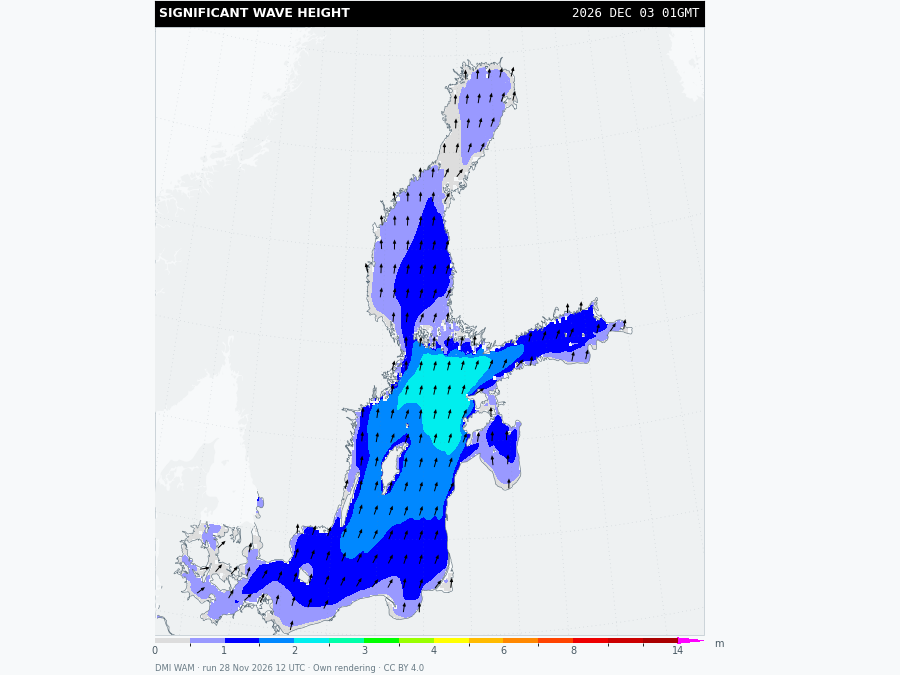 SIGNIFICANT WAVE HEIGHT 2026 DEC 03 01GMT
0 1 2 3 4 6 8 14 m
DMI WAM · run 28 Nov 2026 12 UTC · Own rendering · CC BY 4.0